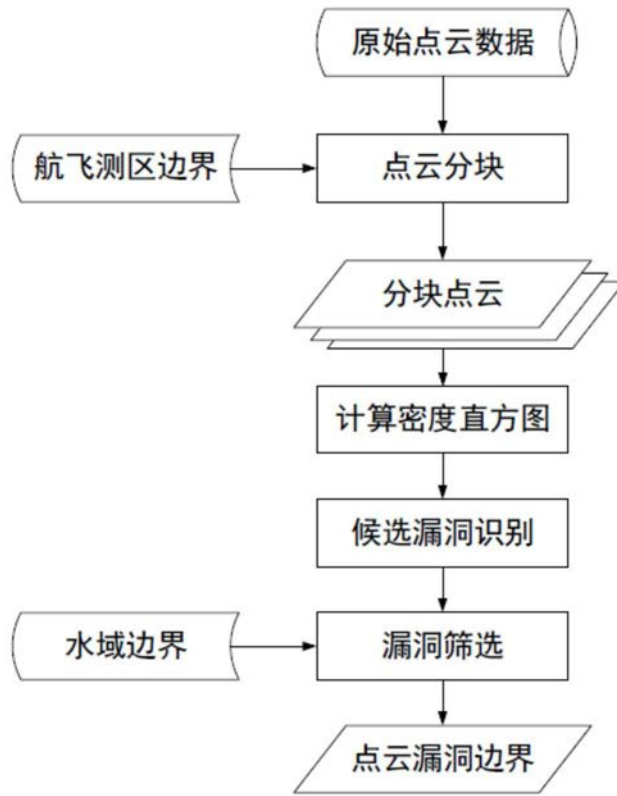 原始点云数据
航飞测区边界
点云分块
分块点云
计算密度直方图
候选漏洞识别
水域边界
漏洞筛选
点云漏洞边界